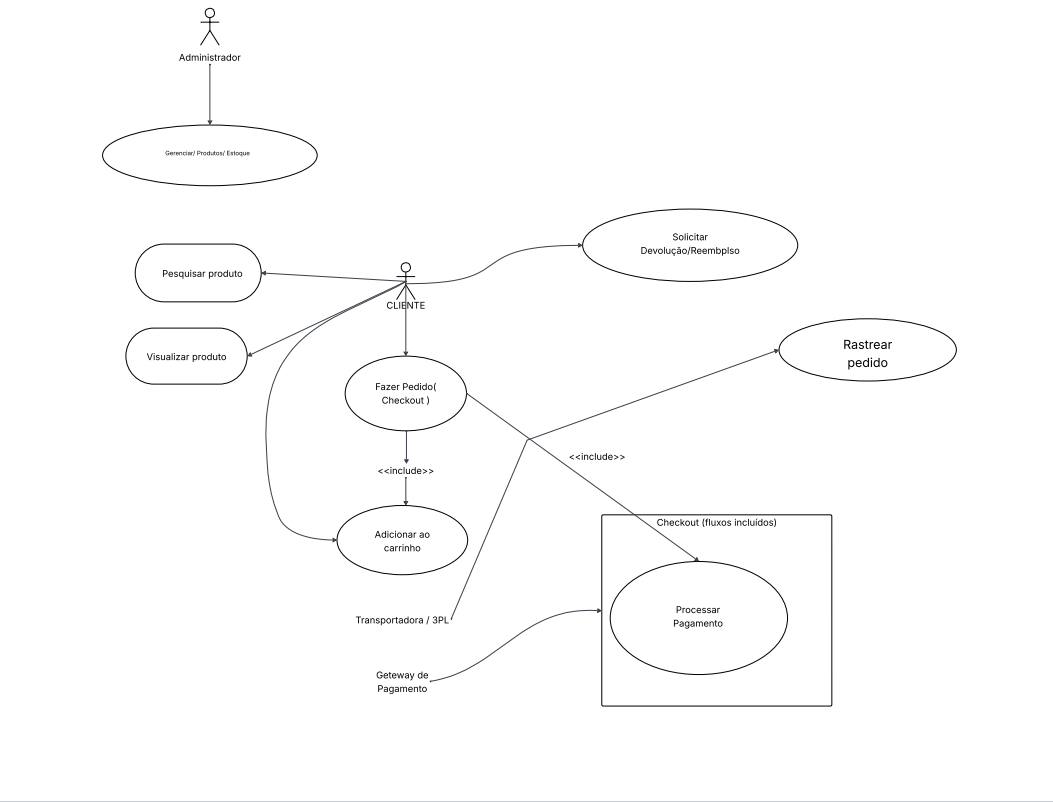 Administrador
Gerenciar/ Produtos/ Estoque
Solicitar
Devolução/Reembplso
Pesquisar produto
CLIENTE
Rastrear
pedido
Visualizar produto
Fazer Pedido(
Checkout )
<<include>>
<<include>>
Checkout (fluxos incluídos)
Adicionar ao
carrinho
Processar
Pagamento
Transportadora / 3PL
Geteway de
Pagamento